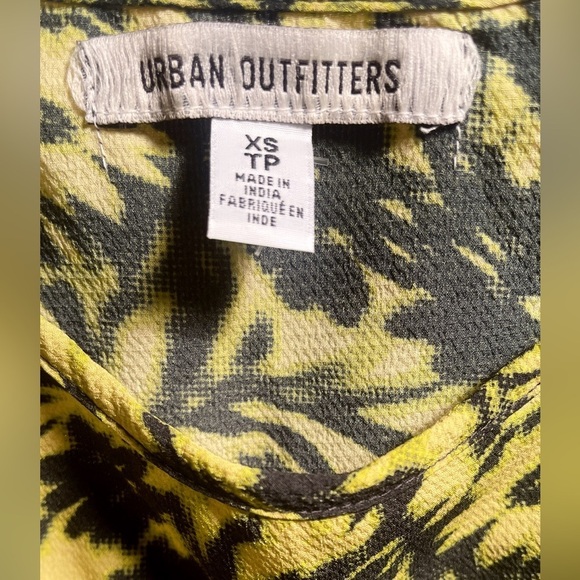 URBAN OUTFITTERS
XS
TP
MADE IN
INDIA
FABRIQUÉ EN
INDE